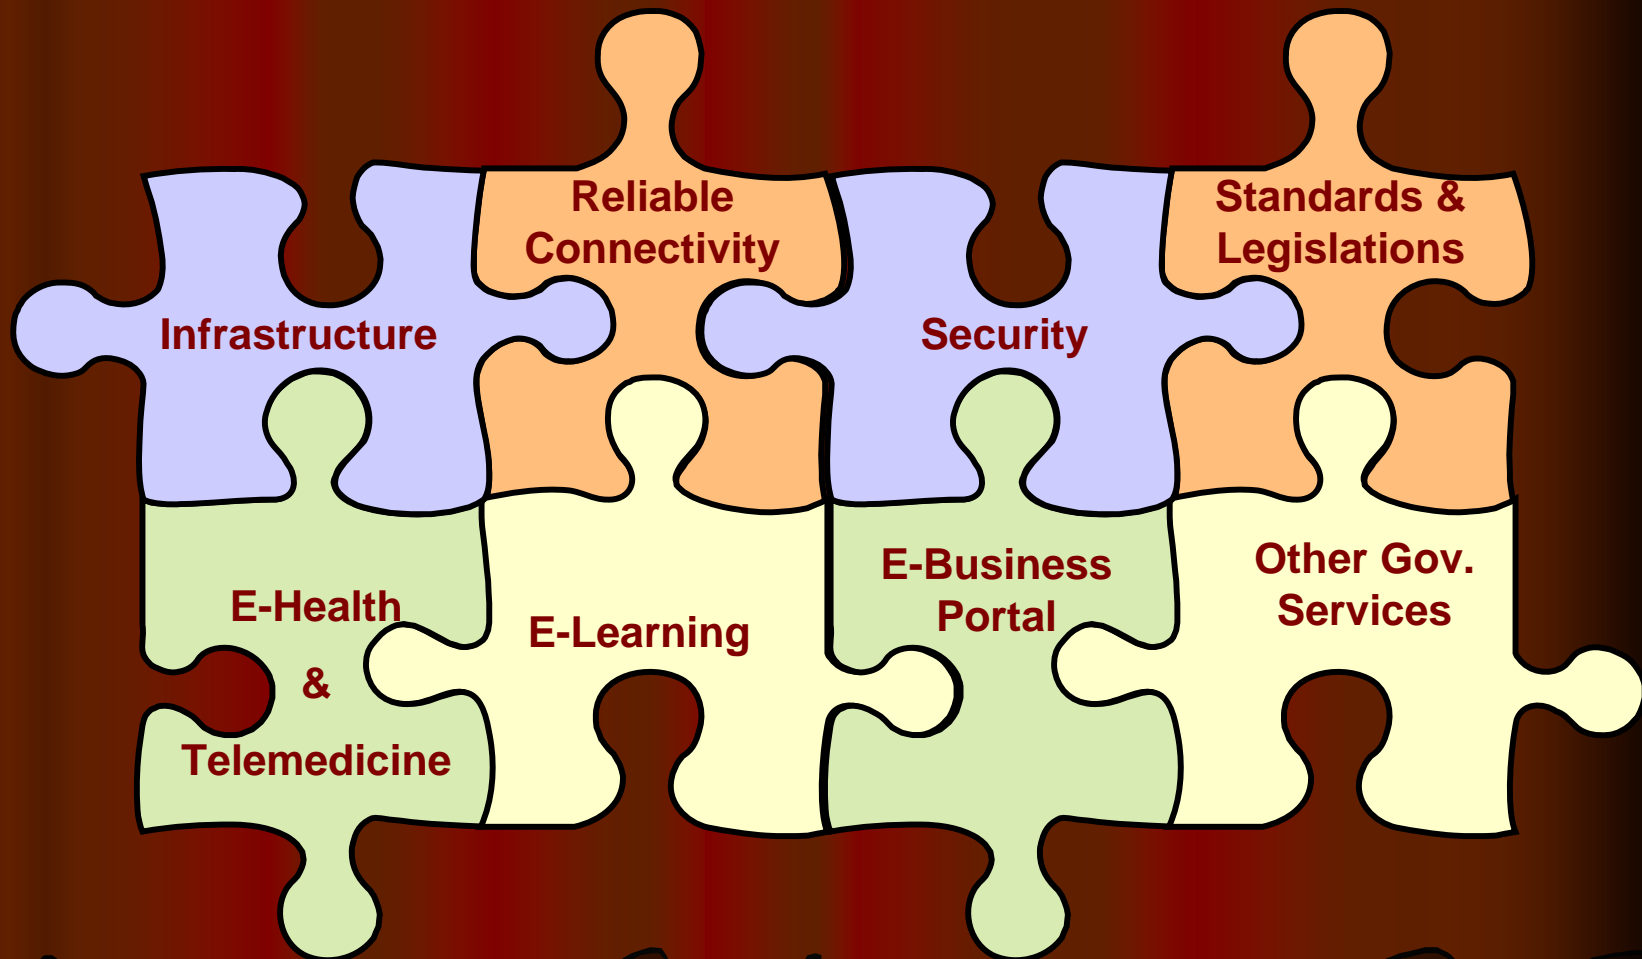 Reliable
Connectivity
Standards &
Legislations
Infrastructure
Security
E-Health
&
Telemedicine
E-Learning
E-Business
Portal
Other Gov.
Services